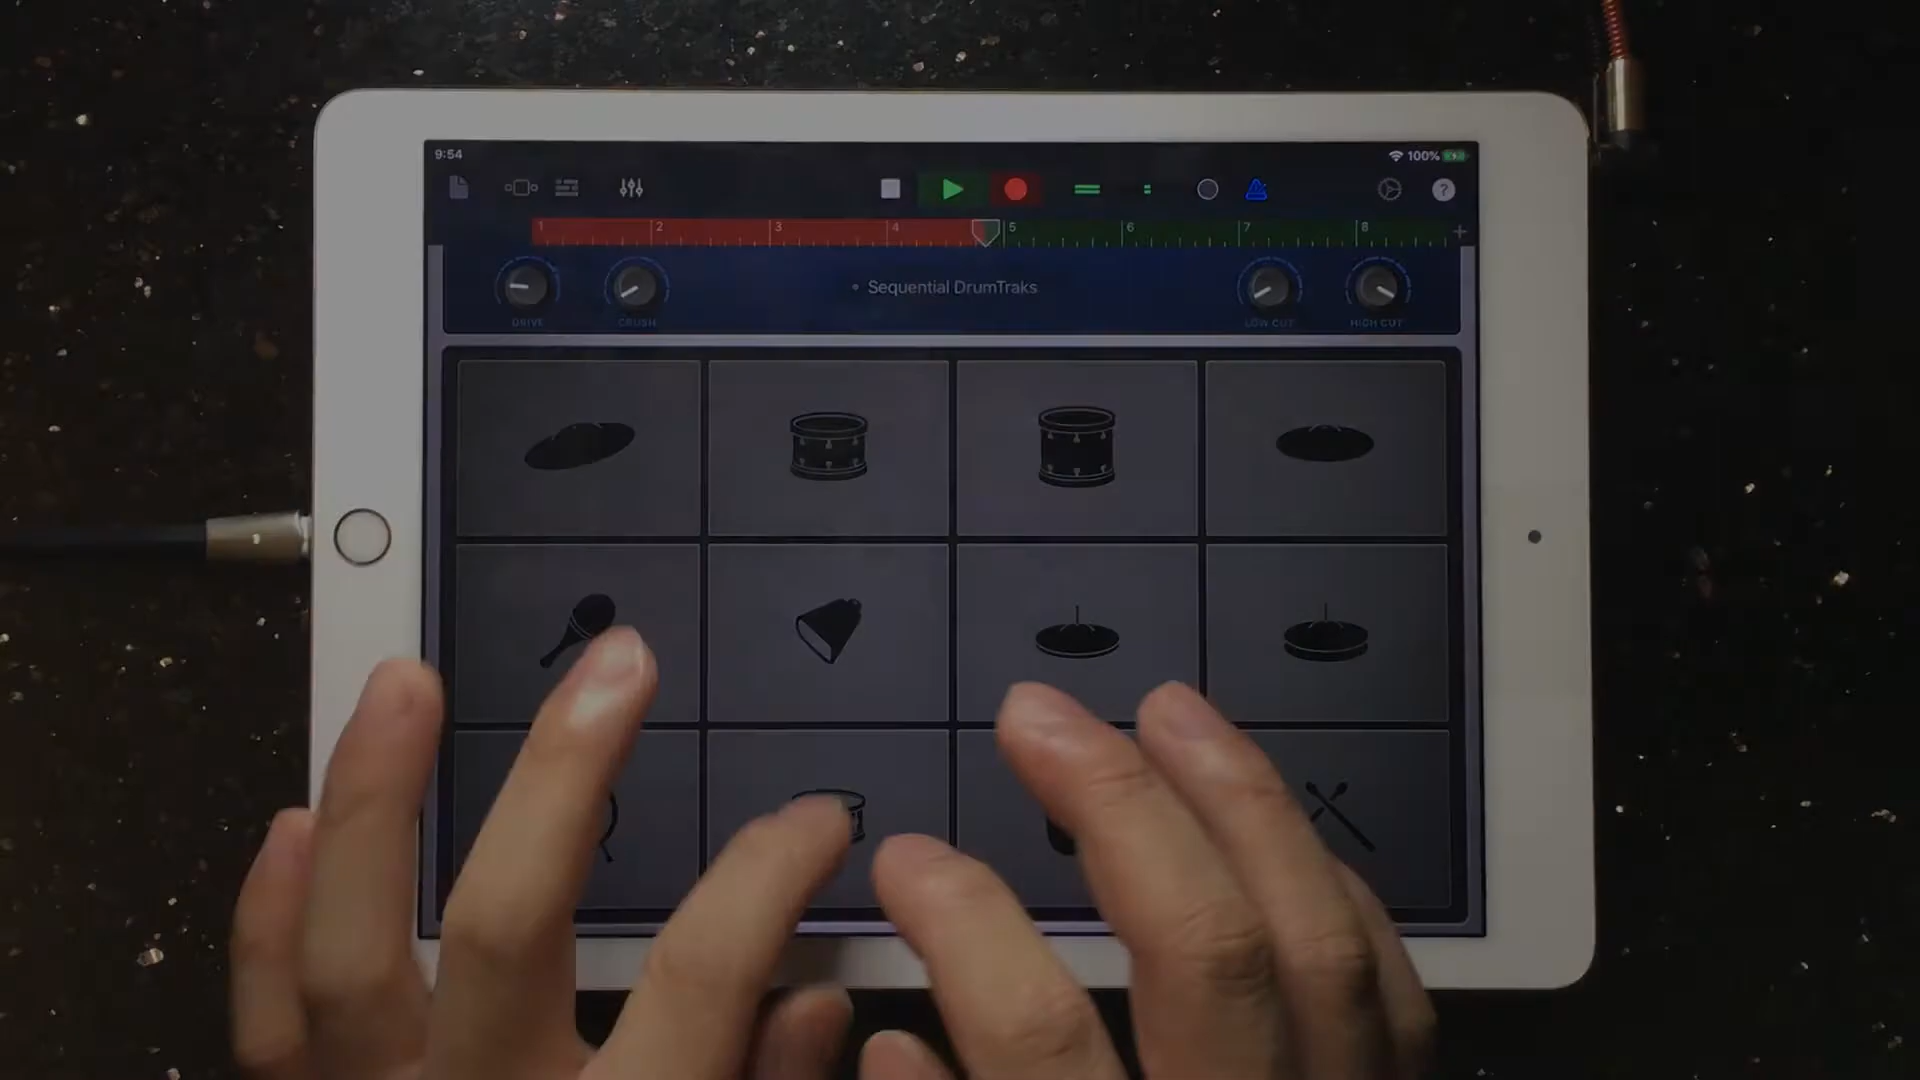 9:54
100%
?
1 2 3 4 5 6 7 8
Sequential DrumTraks
DRIVE CRUSH LOW CUT HIGH CUT